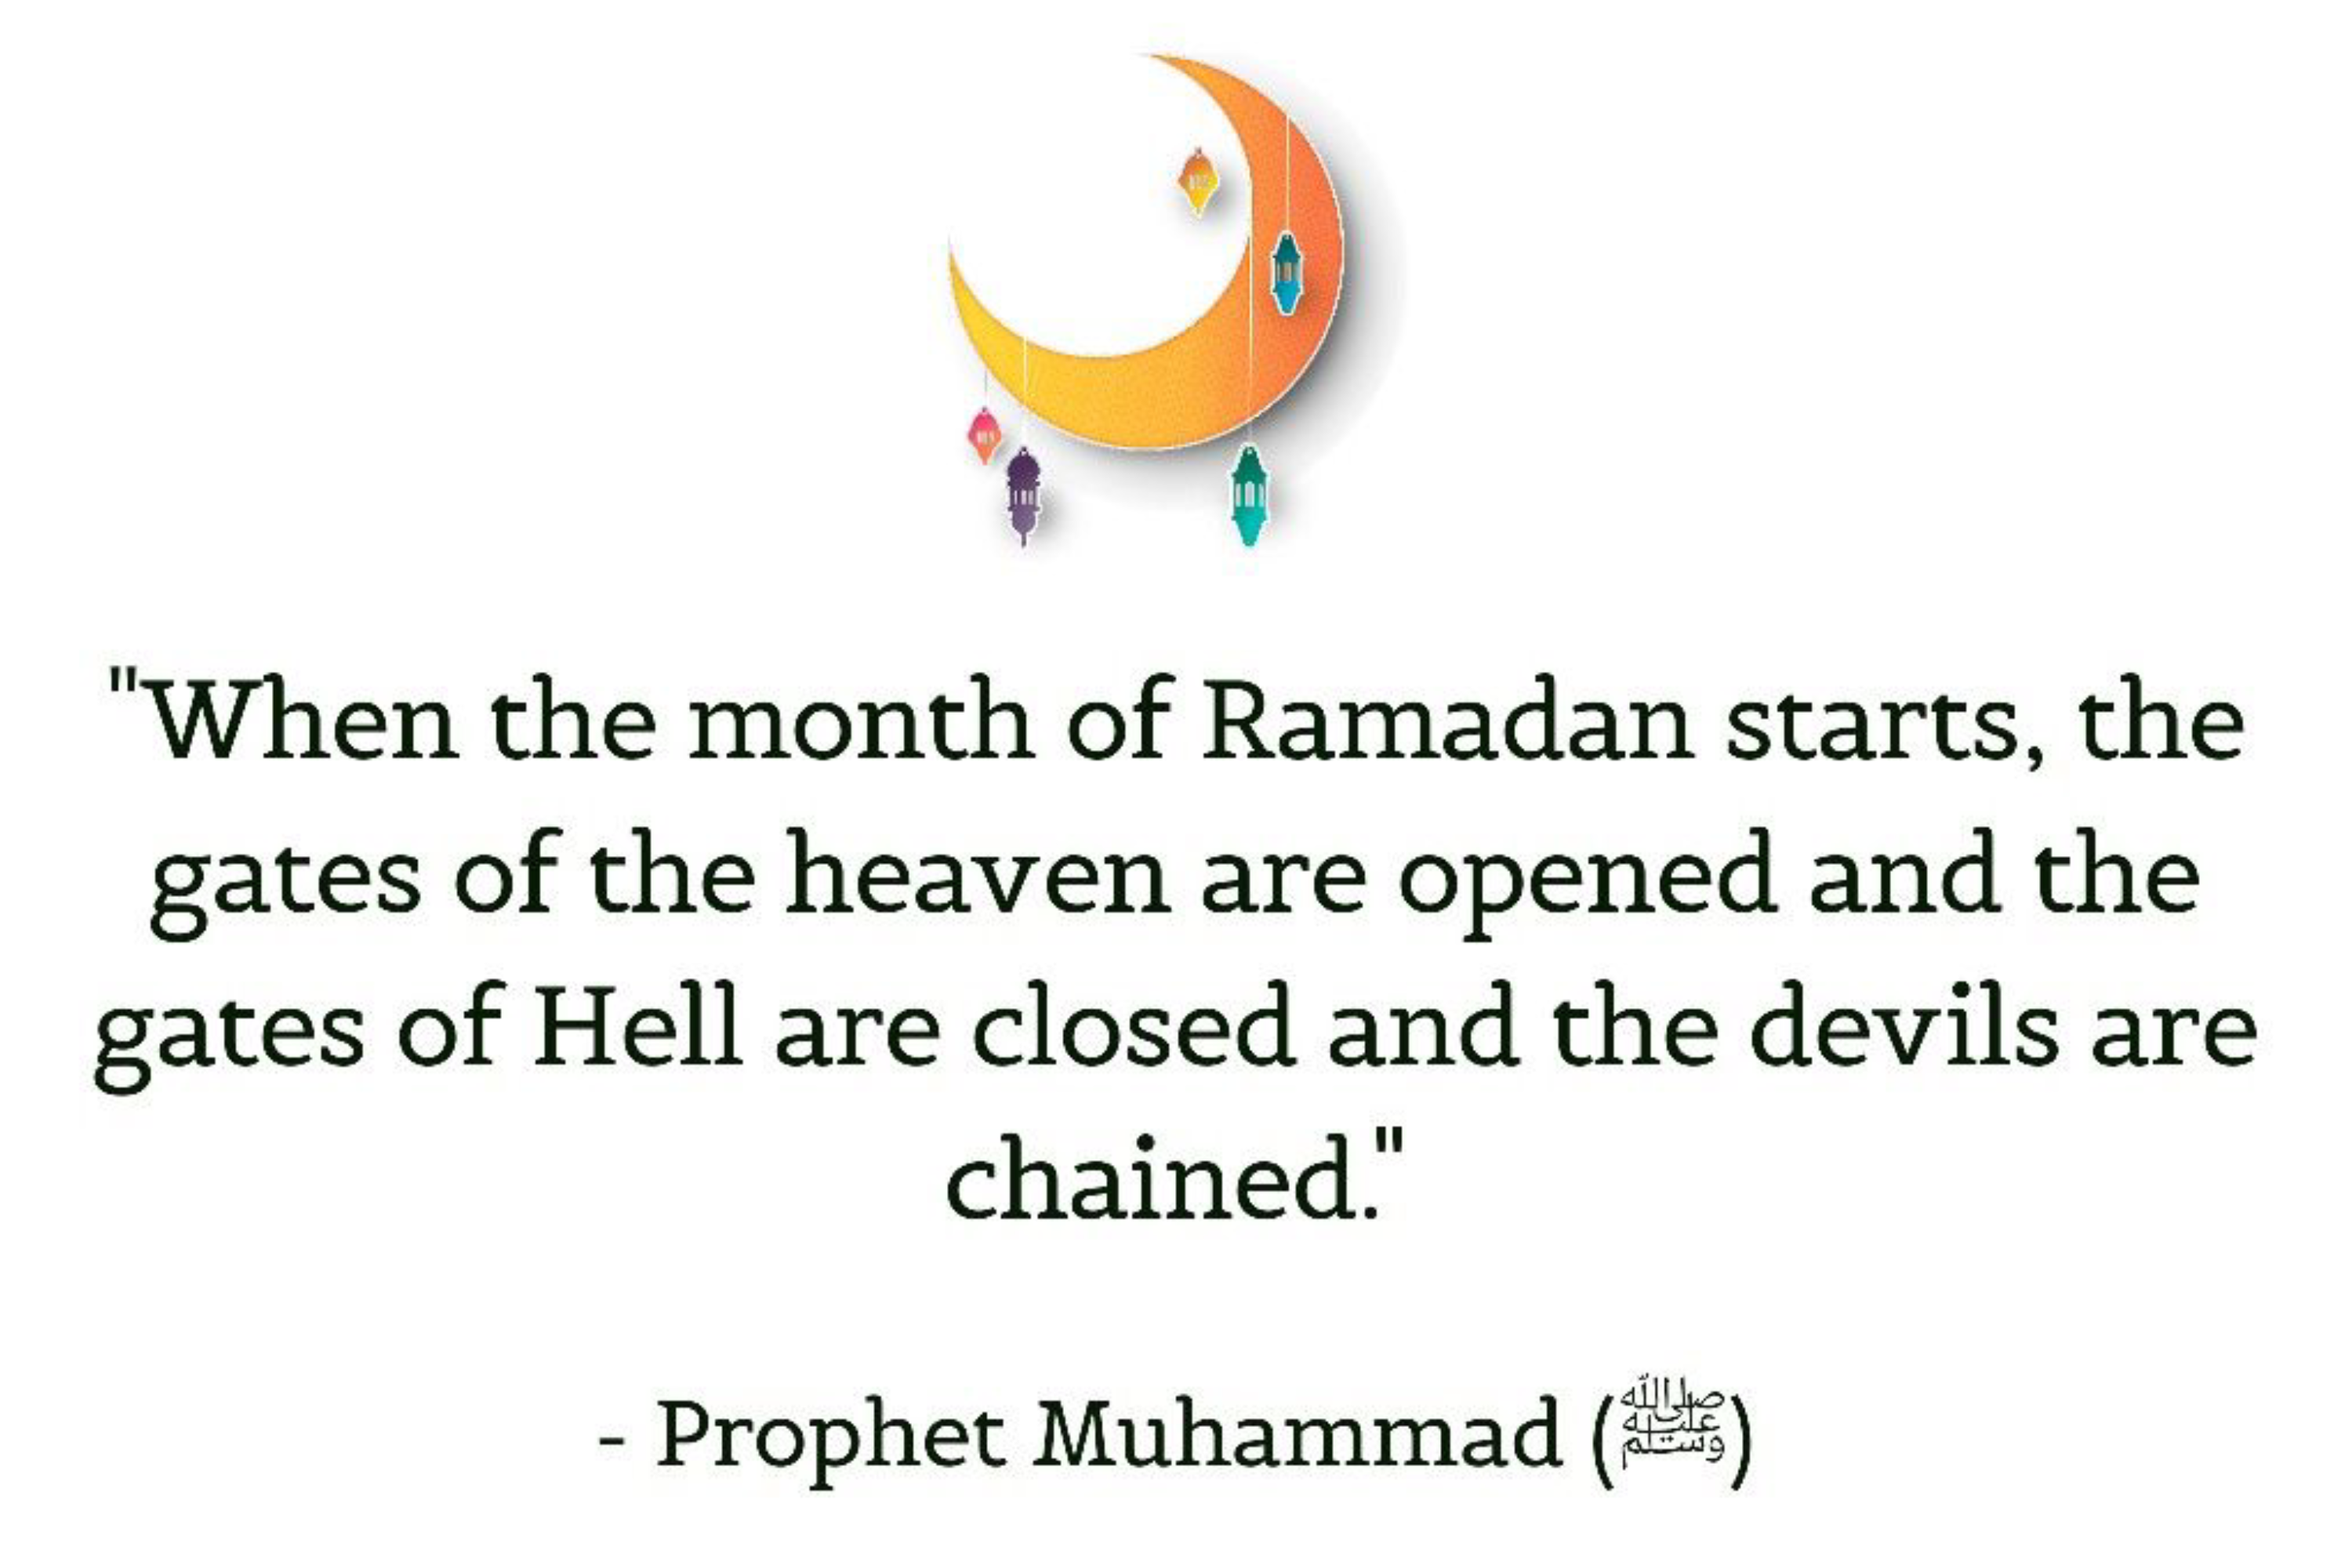 "When the month of Ramadan starts, the
gates of the heaven are opened and the
gates of Hell are closed and the devils are
chained."
- Prophet Muhammad (ﷺ)